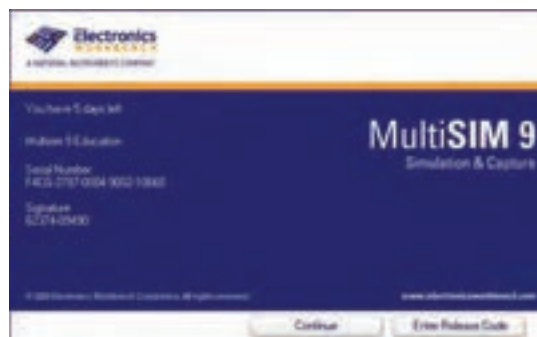 Electronics
WORKBENCH
A NATIONAL INSTRUMENTS COMPANY
You have 5 days left
MultiSIM 9
Simulation & Capture
Multisim 9 Education
Serial Number
Signature
www.electronicsworkbench.com
Continue
Enter Release Code